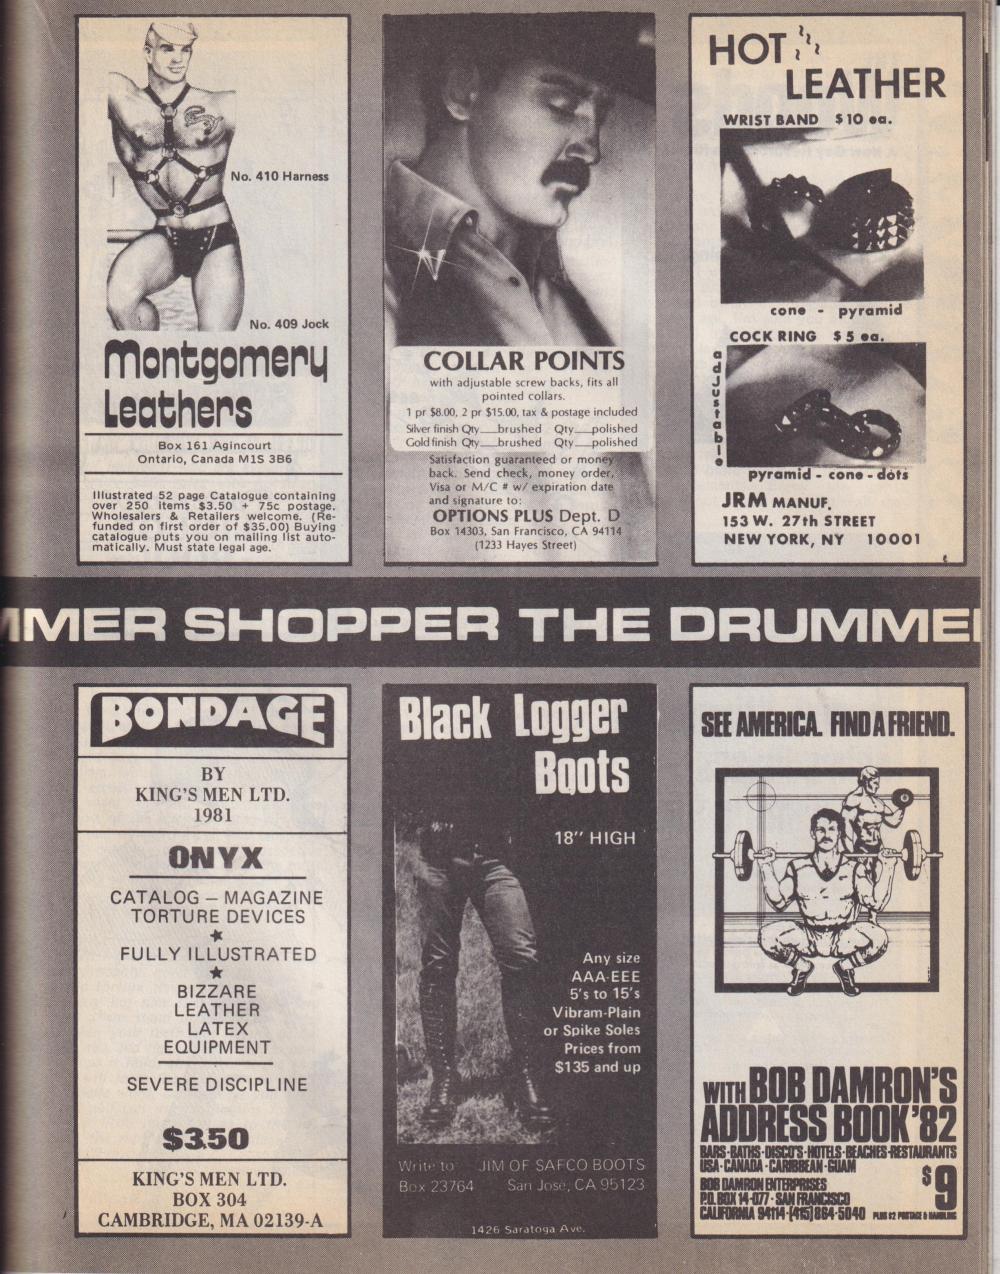 No. 410 Harness
No. 409 Jock
Montgomery
Leathers
Box 161 Agincourt
Ontario, Canada M1S 3B6
Illustrated 52 page Catalogue containing
over 250 items $3.50 + 75c postage.
Wholesalers & Retailers welcome. (Re-
funded on first order of $35.00) Buying
catalogue puts you on mailing list auto-
matically. Must state legal age.
COLLAR POINTS
with adjustable screw backs, fits all
pointed collars.
1 pr $8.00, 2 pr $15.00, tax & postage included
Silver finish Qty___brushed Qty___polished
Gold finish Qty___brushed Qty___polished
Satisfaction guaranteed or money
back. Send check, money order,
Visa or M/C # w/ expiration date
and signature to:
OPTIONS PLUS Dept. D
Box 14303, San Francisco, CA 94114
(1233 Hayes Street)
HOT
LEATHER
WRIST BAND $10 ea.
cone - pyramid
COCK RING $5 ea.
adjustable
pyramid - cone - dots
JRM MANUF.
153 W. 27th STREET
NEW YORK, NY 10001
MMER SHOPPER THE DRUMME
BONDAGE
BY
KING'S MEN LTD.
1981
ONYX
CATALOG – MAGAZINE
TORTURE DEVICES
★
FULLY ILLUSTRATED
★
BIZZARE
LEATHER
LATEX
EQUIPMENT
SEVERE DISCIPLINE
$3.50
KING'S MEN LTD.
BOX 304
CAMBRIDGE, MA 02139-A
Black Logger
Boots
18" HIGH
Any size
AAA-EEE
5's to 15's
Vibram-Plain
or Spike Soles
Prices from
$135 and up
Write to JIM OF SAFCO BOOTS
Box 23764 San Jose, CA 95123
1426 Saratoga Ave.
SEE AMERICA. FIND A FRIEND.
WITH BOB DAMRON'S
ADDRESS BOOK '82
BARS·BATHS·DISCO'S·HOTELS·BEACHES·RESTAURANTS
USA·CANADA·CARIBBEAN·GUAM
BOB DAMRON ENTERPRISES
P.O. BOX 14-077·SAN FRANCISCO
CALIFORNIA 94114·(415) 864-5040
$9
PLUS $2 POSTAGE & HANDLING